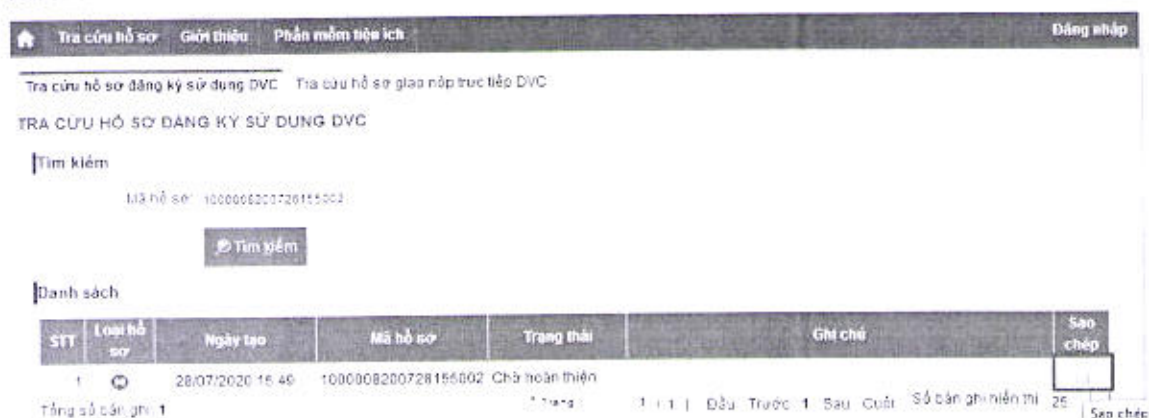 Tra cứu hồ sơ Giới thiệu Phần mềm tiện ích Đăng nhập
Tra cứu hồ sơ đăng ký sử dụng DVC Tra cứu hồ sơ giao nộp trực tiếp DVC
TRA CỨU HỒ SƠ ĐĂNG KÝ SỬ DỤNG DVC
Tìm kiếm
Mã hồ sơ:
Tìm kiếm
Danh sách
STT Loại hồ sơ Ngày tạo Mã hồ sơ Trạng thái Ghi chú Sao chép
1 28/07/2020 15:49 1000008200728155002 Chờ hoàn thiện
Tổng số bản ghi: 1 Trang 1 / 1 | Đầu Trước 1 Sau Cuối Số bản ghi hiển thị 25
Sao chép